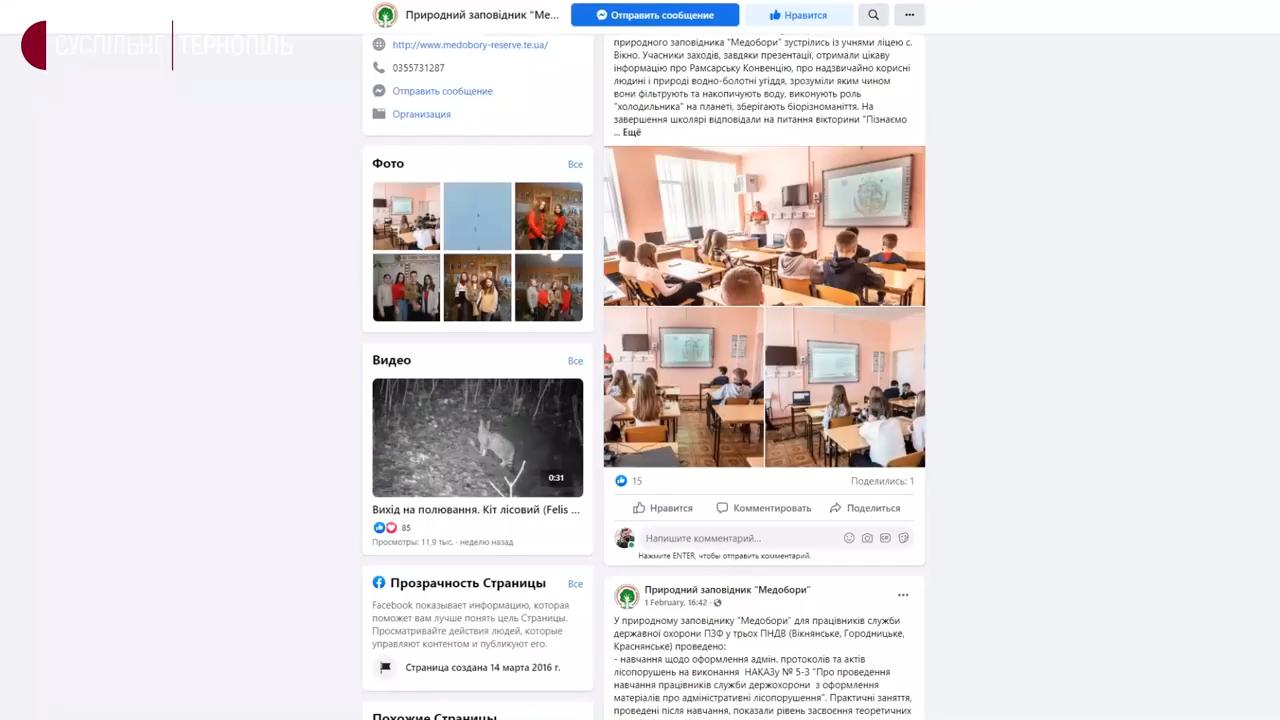 СУСПІЛЬНЕ ТЕРНОПІЛЬ
Природний заповідник "Ме...
Отправить сообщение
Нравится
http://www.medobory-reserve.te.ua/
0355731287
Отправить сообщение
Организация
Фото
Все
Видео
Все
0:31
Вихід на полювання. Кіт лісовий (Felis ...
85
Просмотры: 11,9 тыс. · неделю назад
Прозрачность Страницы
Все
Facebook показывает информацию, которая
поможет вам лучше понять цель Страницы.
Просматривайте действия людей, которые
управляют контентом и публикуют его.
Страница создана 14 марта 2016 г.
Похожие Страницы
природного заповідника "Медобори" зустрілись із учнями ліцею с.
Вікно. Учасники заходів, завдяки презентації, отримали цікаву
інформацію про Рамсарську Конвенцію, про надзвичайно корисні
людині і природі водно-болотні угіддя, зрозуміли яким чином
вони фільтрують та накопичують воду, виконують роль
"холодильника" на планеті, зберігають біорізноманіття. На
завершення школярі відповідали на питання вікторини "Пізнаємо
... Ещё
15
Поделились: 1
Нравится
Комментировать
Поделиться
Напишите комментарий...
Нажмите ENTER, чтобы отправить комментарий.
Природний заповідник "Медобори"
1 February, 16:42 ·
У природному заповіднику "Медобори" для працівників служби
державної охорони ПЗФ у трьох ПНДВ (Вікнянське, Городницьке,
Краснянське) проведено:
- навчання щодо оформлення адмін. протоколів та актів
лісопорушень на виконання НАКАЗу № 5-З "Про проведення
навчання працівників служби держохорони з оформлення
матеріалів про адміністративні лісопорушення". Практичні заняття,
проведені після навчання, показали рівень засвоєння теоретичних